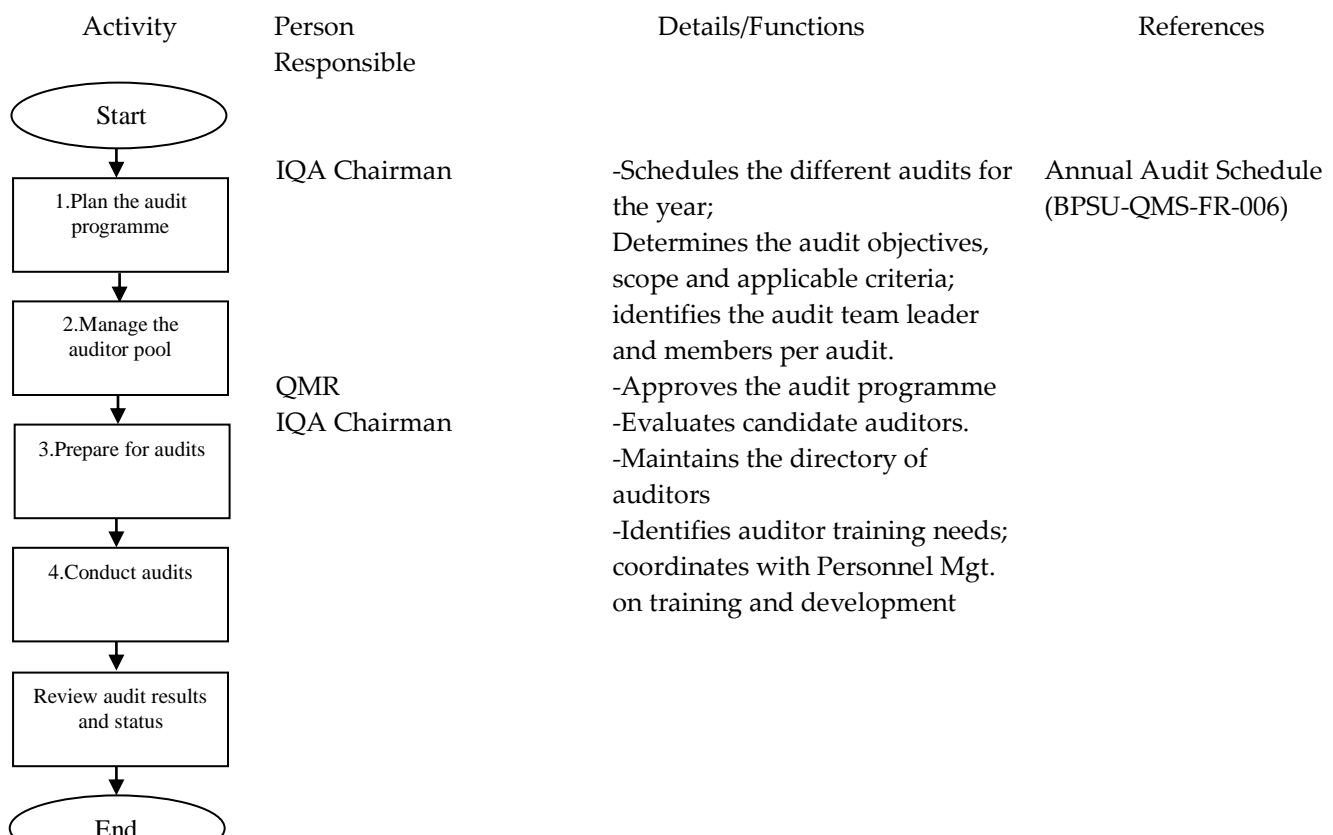 Activity
Person
Responsible
Details/Functions
References
Start
1.Plan the audit
programme
2.Manage the
auditor pool
3.Prepare for audits
4.Conduct audits
Review audit results
and status
End
IQA Chairman
QMR
IQA Chairman
-Schedules the different audits for
the year;
Determines the audit objectives,
scope and applicable criteria;
identifies the audit team leader
and members per audit.
-Approves the audit programme
-Evaluates candidate auditors.
-Maintains the directory of
auditors
-Identifies auditor training needs;
coordinates with Personnel Mgt.
on training and development
Annual Audit Schedule
(BPSU-QMS-FR-006)